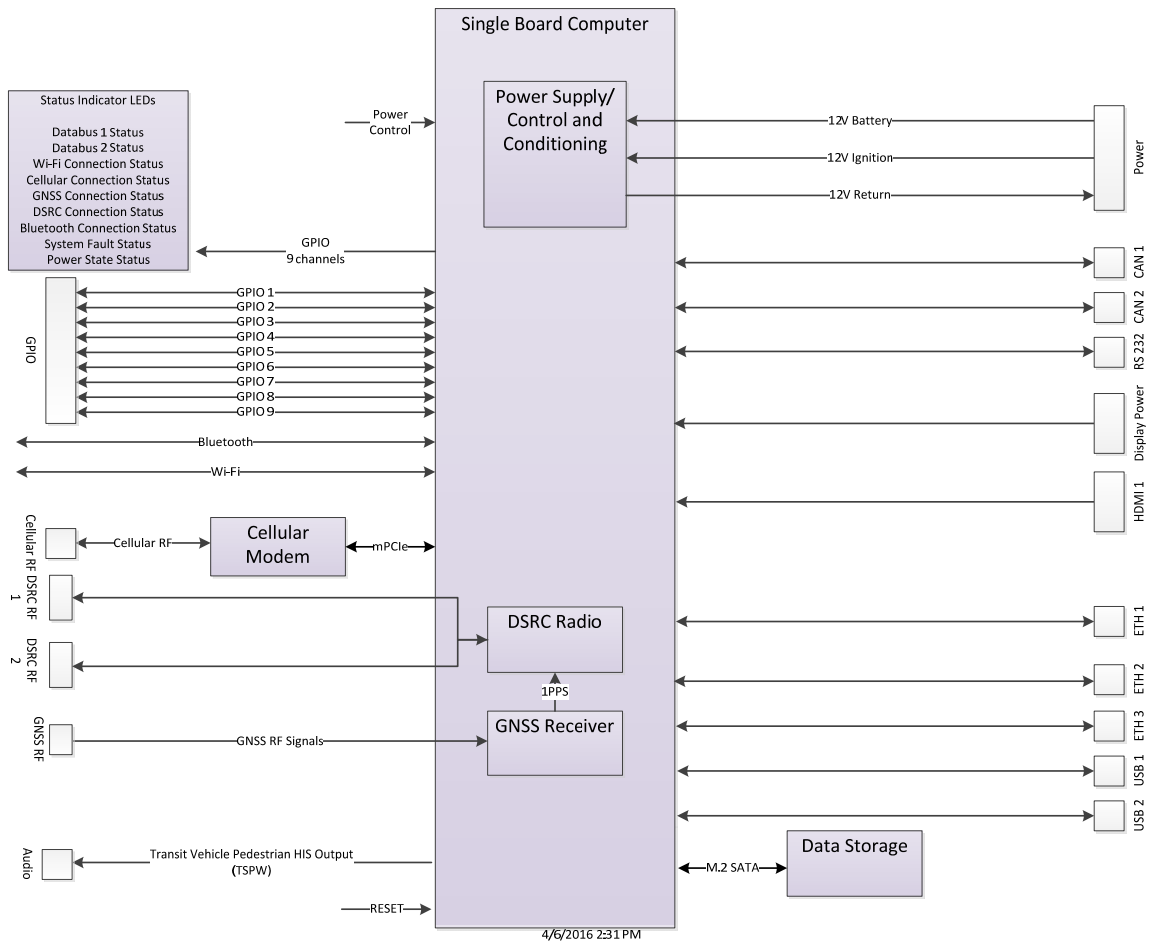 Single Board Computer
Power Supply/
Control and
Conditioning
Status Indicator LEDs
Databus 1 Status
Databus 2 Status
Wi-Fi Connection Status
Cellular Connection Status
GNSS Connection Status
DSRC Connection Status
Bluetooth Connection Status
System Fault Status
Power State Status
Power
Control
GPIO
9 channels
GPIO
GPIO 1
GPIO 2
GPIO 3
GPIO 4
GPIO 5
GPIO 6
GPIO 7
GPIO 8
GPIO 9
Bluetooth
Wi-Fi
Cellular RF
Cellular RF
Cellular
Modem
mPCIe
DSRC RF
1
DSRC RF
2
DSRC Radio
1PPS
GNSS Receiver
GNSS RF
GNSS RF Signals
Audio
Transit Vehicle Pedestrian HIS Output
(TSPW)
RESET
12V Battery
12V Ignition
12V Return
Power
CAN 1
CAN 2
RS 232
Display Power
HDMI 1
ETH 1
ETH 2
ETH 3
USB 1
USB 2
M.2 SATA
Data Storage
4/6/2016 2:31 PM